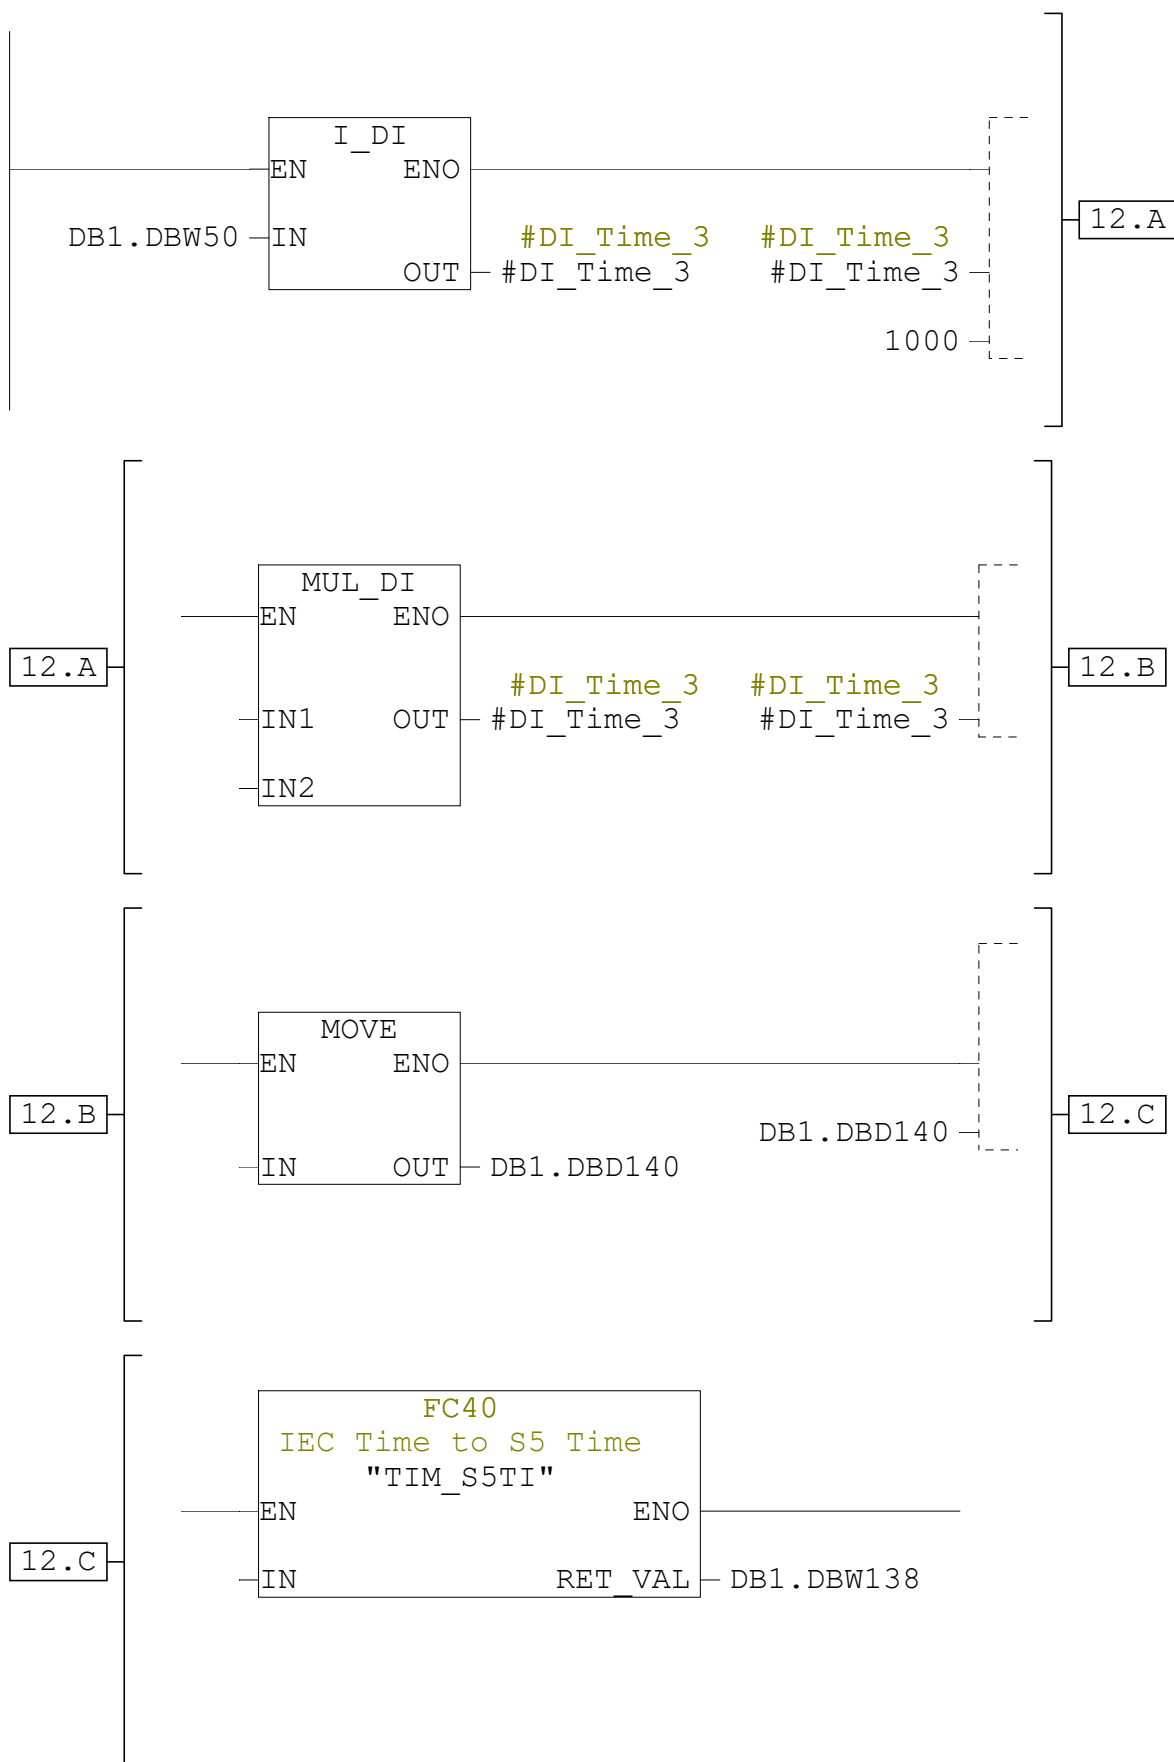 I_DI
EN ENO
DB1.DBW50 IN #DI_Time_3 #DI_Time_3
OUT #DI_Time_3 #DI_Time_3
1000
12.A
MUL_DI
EN ENO
12.A
#DI_Time_3 #DI_Time_3
IN1 OUT #DI_Time_3 #DI_Time_3
IN2
12.B
MOVE
EN ENO
12.B
DB1.DBD140
IN OUT DB1.DBD140
12.C
FC40
IEC Time to S5 Time
"TIM_S5TI"
EN ENO
12.C
IN RET_VAL DB1.DBW138